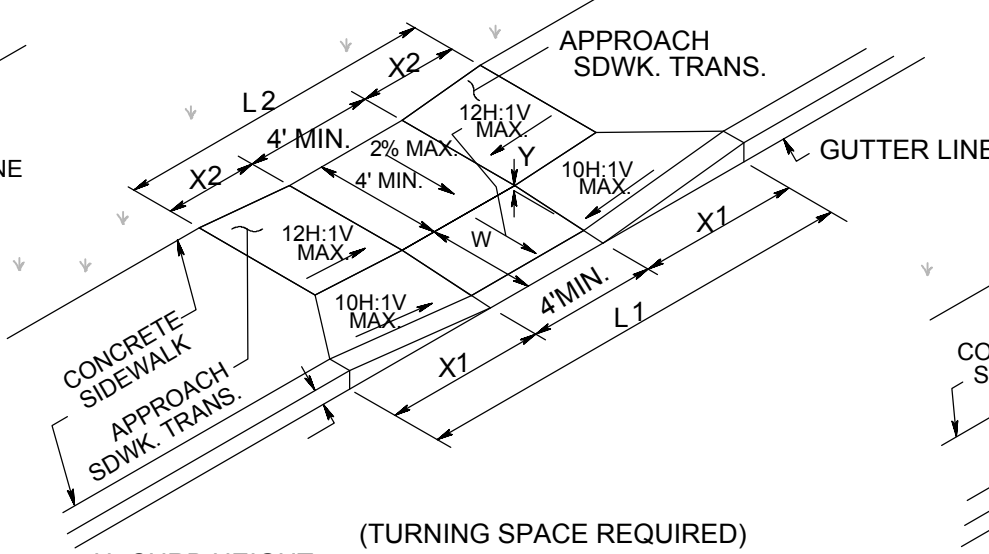 APPROACH
SDWK. TRANS.
X2
L2
12H:1V
MAX.
4' MIN.
2% MAX.
Y
GUTTER LINE
NE
X2
4' MIN.
10H:1V
MAX.
12H:1V
MAX.
W
X1
4'MIN.
10H:1V
MAX.
L1
CONCRETE
SIDEWALK
X1
CO
S
APPROACH
SDWK. TRANS.
(TURNING SPACE REQUIRED)